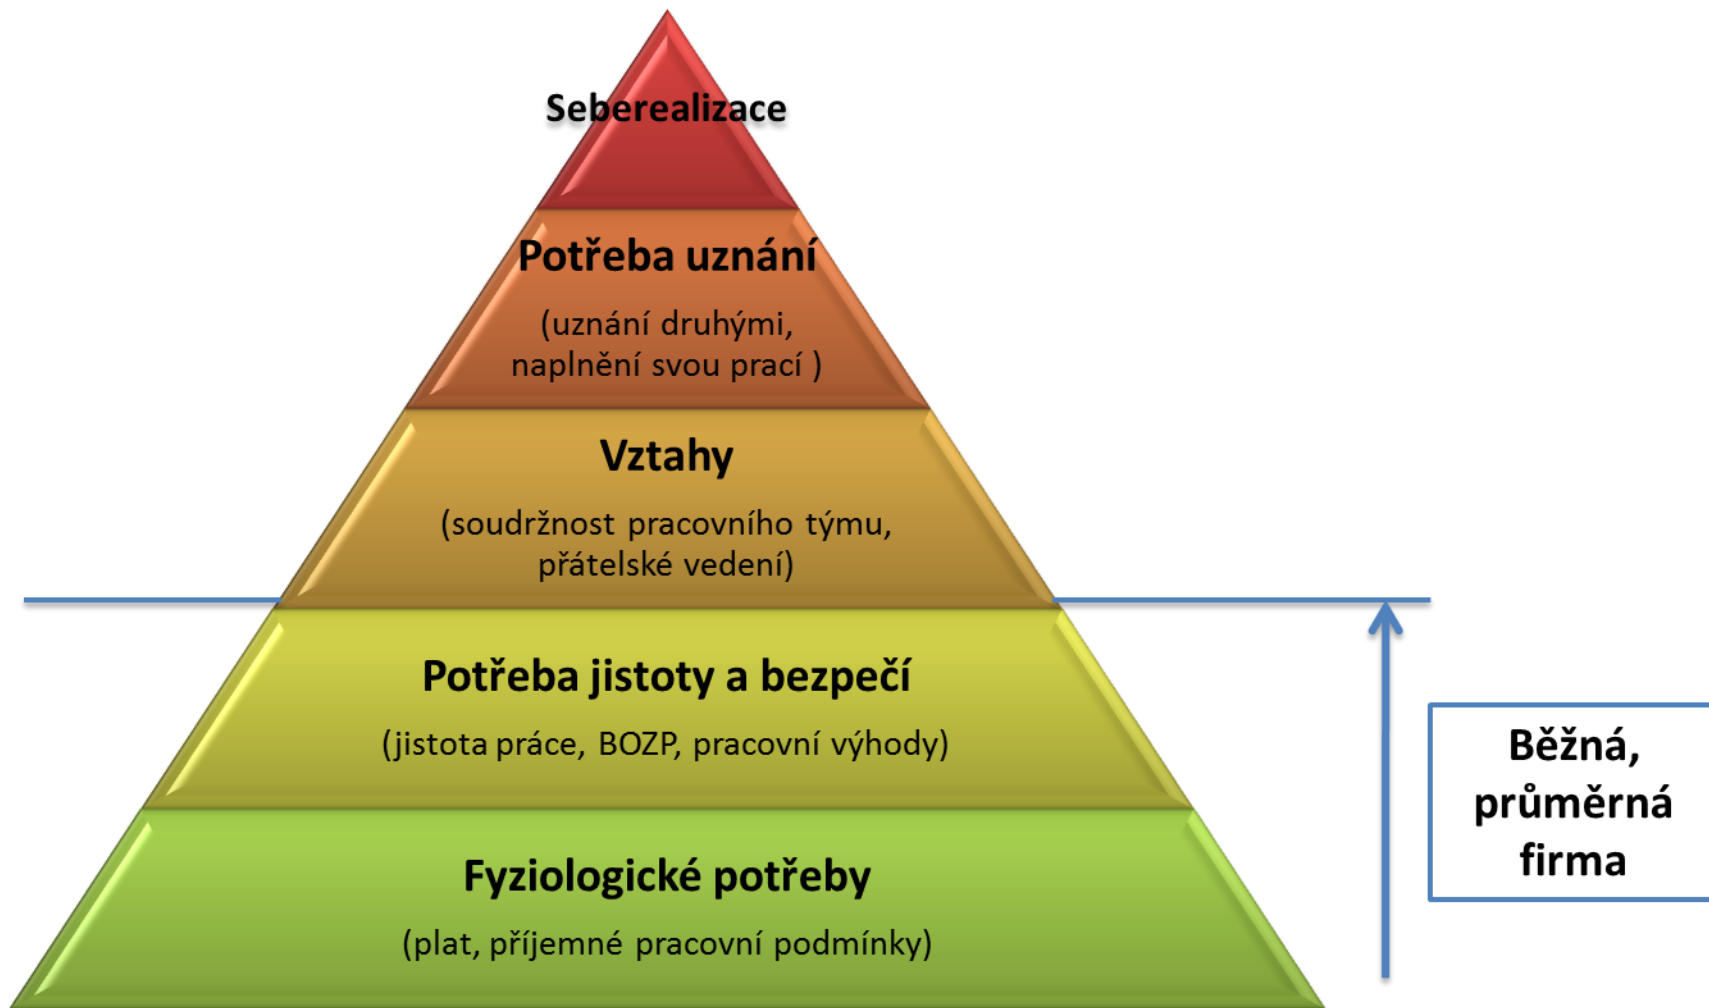 Seberealizace
Potřeba uznání
(uznání druhými,
naplnění svou prací )
Vztahy
(soudržnost pracovního týmu,
přátelské vedení)
Potřeba jistoty a bezpečí
(jistota práce, BOZP, pracovní výhody)
Fyziologické potřeby
(plat, příjemné pracovní podmínky)
Běžná,
průměrná
firma